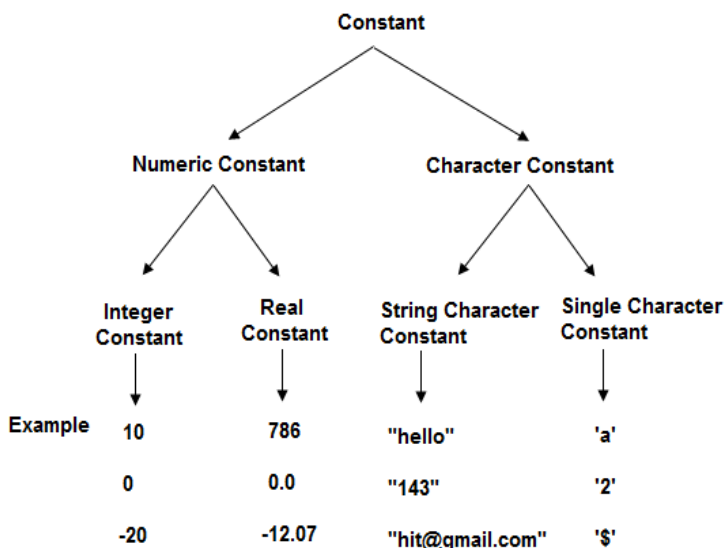 Constant
Numeric Constant
Character Constant
Integer
Constant
Real
Constant
String Character
Constant
Single Character
Constant
Example
10
786
"hello"
'a'
0
0.0
"143"
'2'
-20
-12.07
"hit@gmail.com"
'$'